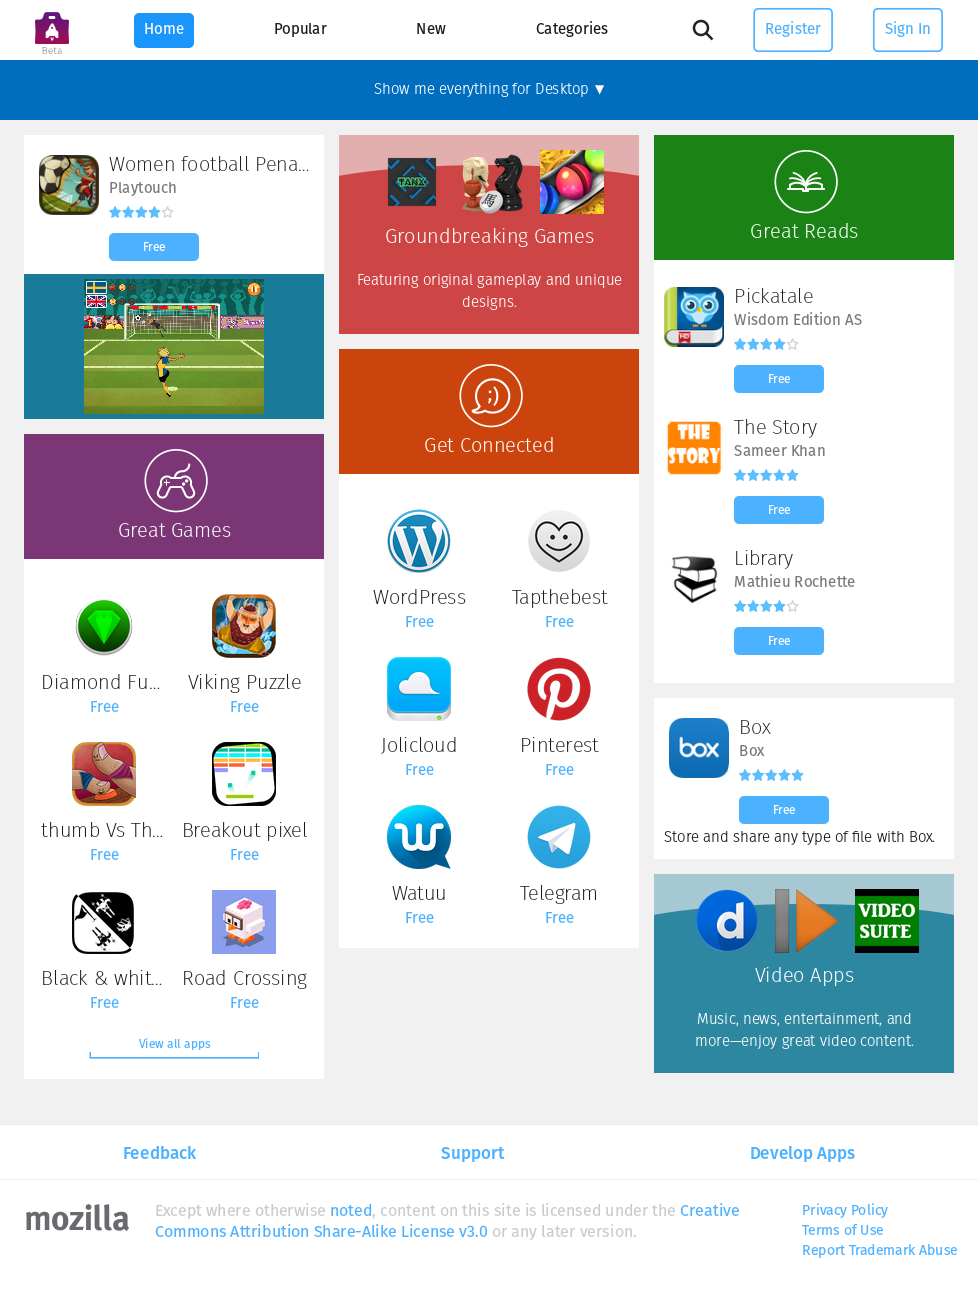 Beta
Home
Popular
New
Categories
Register
Sign In
Show me everything for Desktop ▼
Women football Pena...
Playtouch
Free
Great Games
Diamond Fu...
Free
Viking Puzzle
Free
thumb Vs Th...
Free
Breakout pixel
Free
Black & whit...
Free
Road Crossing
Free
View all apps
TANX
Groundbreaking Games
Featuring original gameplay and unique
designs.
;)
Get Connected
WordPress
Free
Tapthebest
Free
Jolicloud
Free
Pinterest
Free
Watuu
Free
Telegram
Free
Great Reads
Pickatale
Wisdom Edition AS
Free
THE
STORY
The Story
Sameer Khan
Free
Library
Mathieu Rochette
Free
box
Box
Box
Free
Store and share any type of file with Box.
d
VIDEO
SUITE
Video Apps
Music, news, entertainment, and
more—enjoy great video content.
Feedback
Support
Develop Apps
mozilla
Except where otherwise noted, content on this site is licensed under the Creative
Commons Attribution Share-Alike License v3.0 or any later version.
Privacy Policy
Terms of Use
Report Trademark Abuse